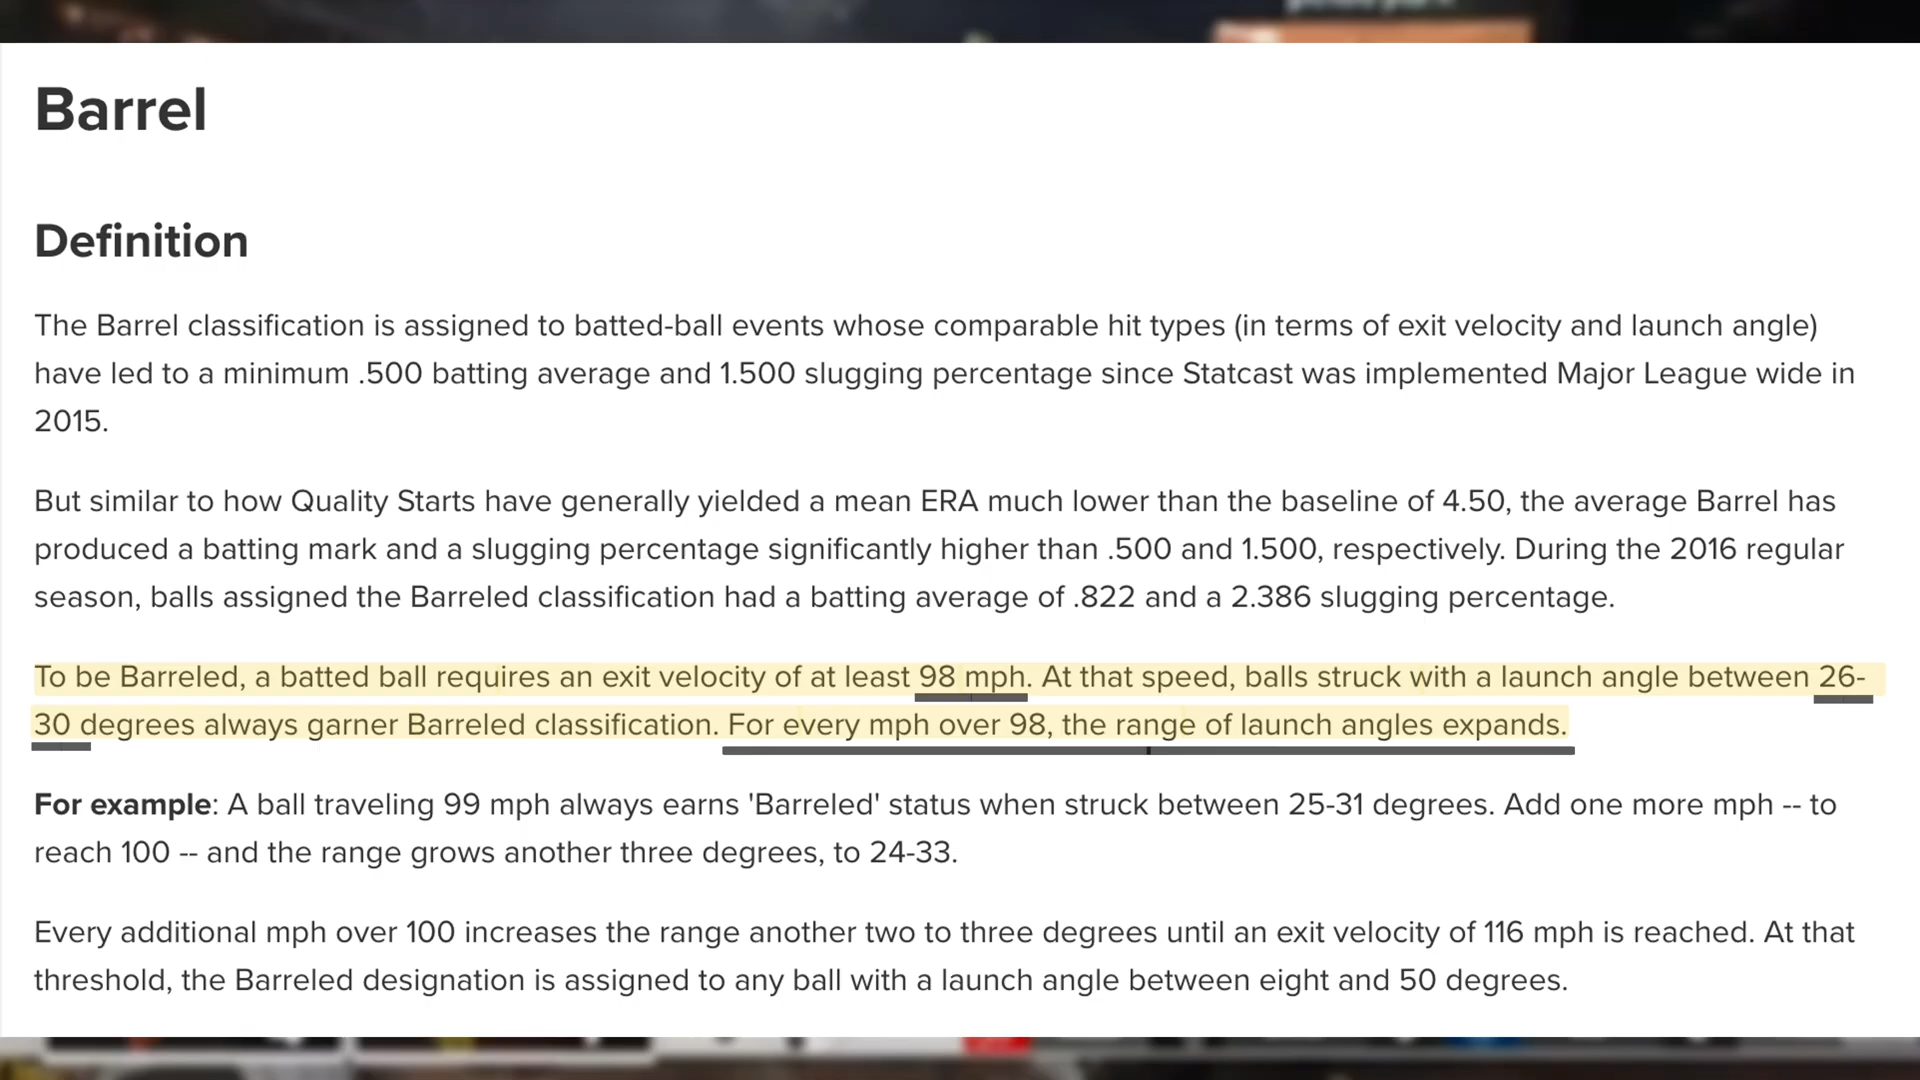 Barrel
Definition
The Barrel classification is assigned to batted-ball events whose comparable hit types (in terms of exit velocity and launch angle)
have led to a minimum .500 batting average and 1.500 slugging percentage since Statcast was implemented Major League wide in
2015.
But similar to how Quality Starts have generally yielded a mean ERA much lower than the baseline of 4.50, the average Barrel has
produced a batting mark and a slugging percentage significantly higher than .500 and 1.500, respectively. During the 2016 regular
season, balls assigned the Barreled classification had a batting average of .822 and a 2.386 slugging percentage.
To be Barreled, a batted ball requires an exit velocity of at least 98 mph. At that speed, balls struck with a launch angle between 26-
30 degrees always garner Barreled classification. For every mph over 98, the range of launch angles expands.
For example: A ball traveling 99 mph always earns 'Barreled' status when struck between 25-31 degrees. Add one more mph -- to
reach 100 -- and the range grows another three degrees, to 24-33.
Every additional mph over 100 increases the range another two to three degrees until an exit velocity of 116 mph is reached. At that
threshold, the Barreled designation is assigned to any ball with a launch angle between eight and 50 degrees.